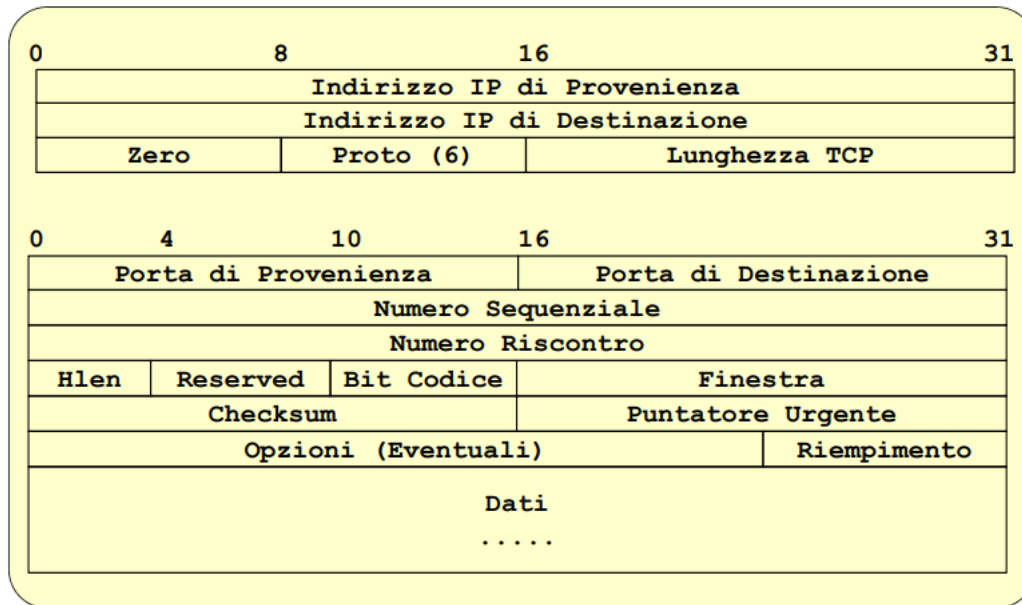 0 8 16 31
Indirizzo IP di Provenienza
Indirizzo IP di Destinazione
Zero Proto (6) Lunghezza TCP
0 4 10 16 31
Porta di Provenienza Porta di Destinazione
Numero Sequenziale
Numero Riscontro
Hlen Reserved Bit Codice Finestra
Checksum Puntatore Urgente
Opzioni (Eventuali) Riempimento
Dati
.....